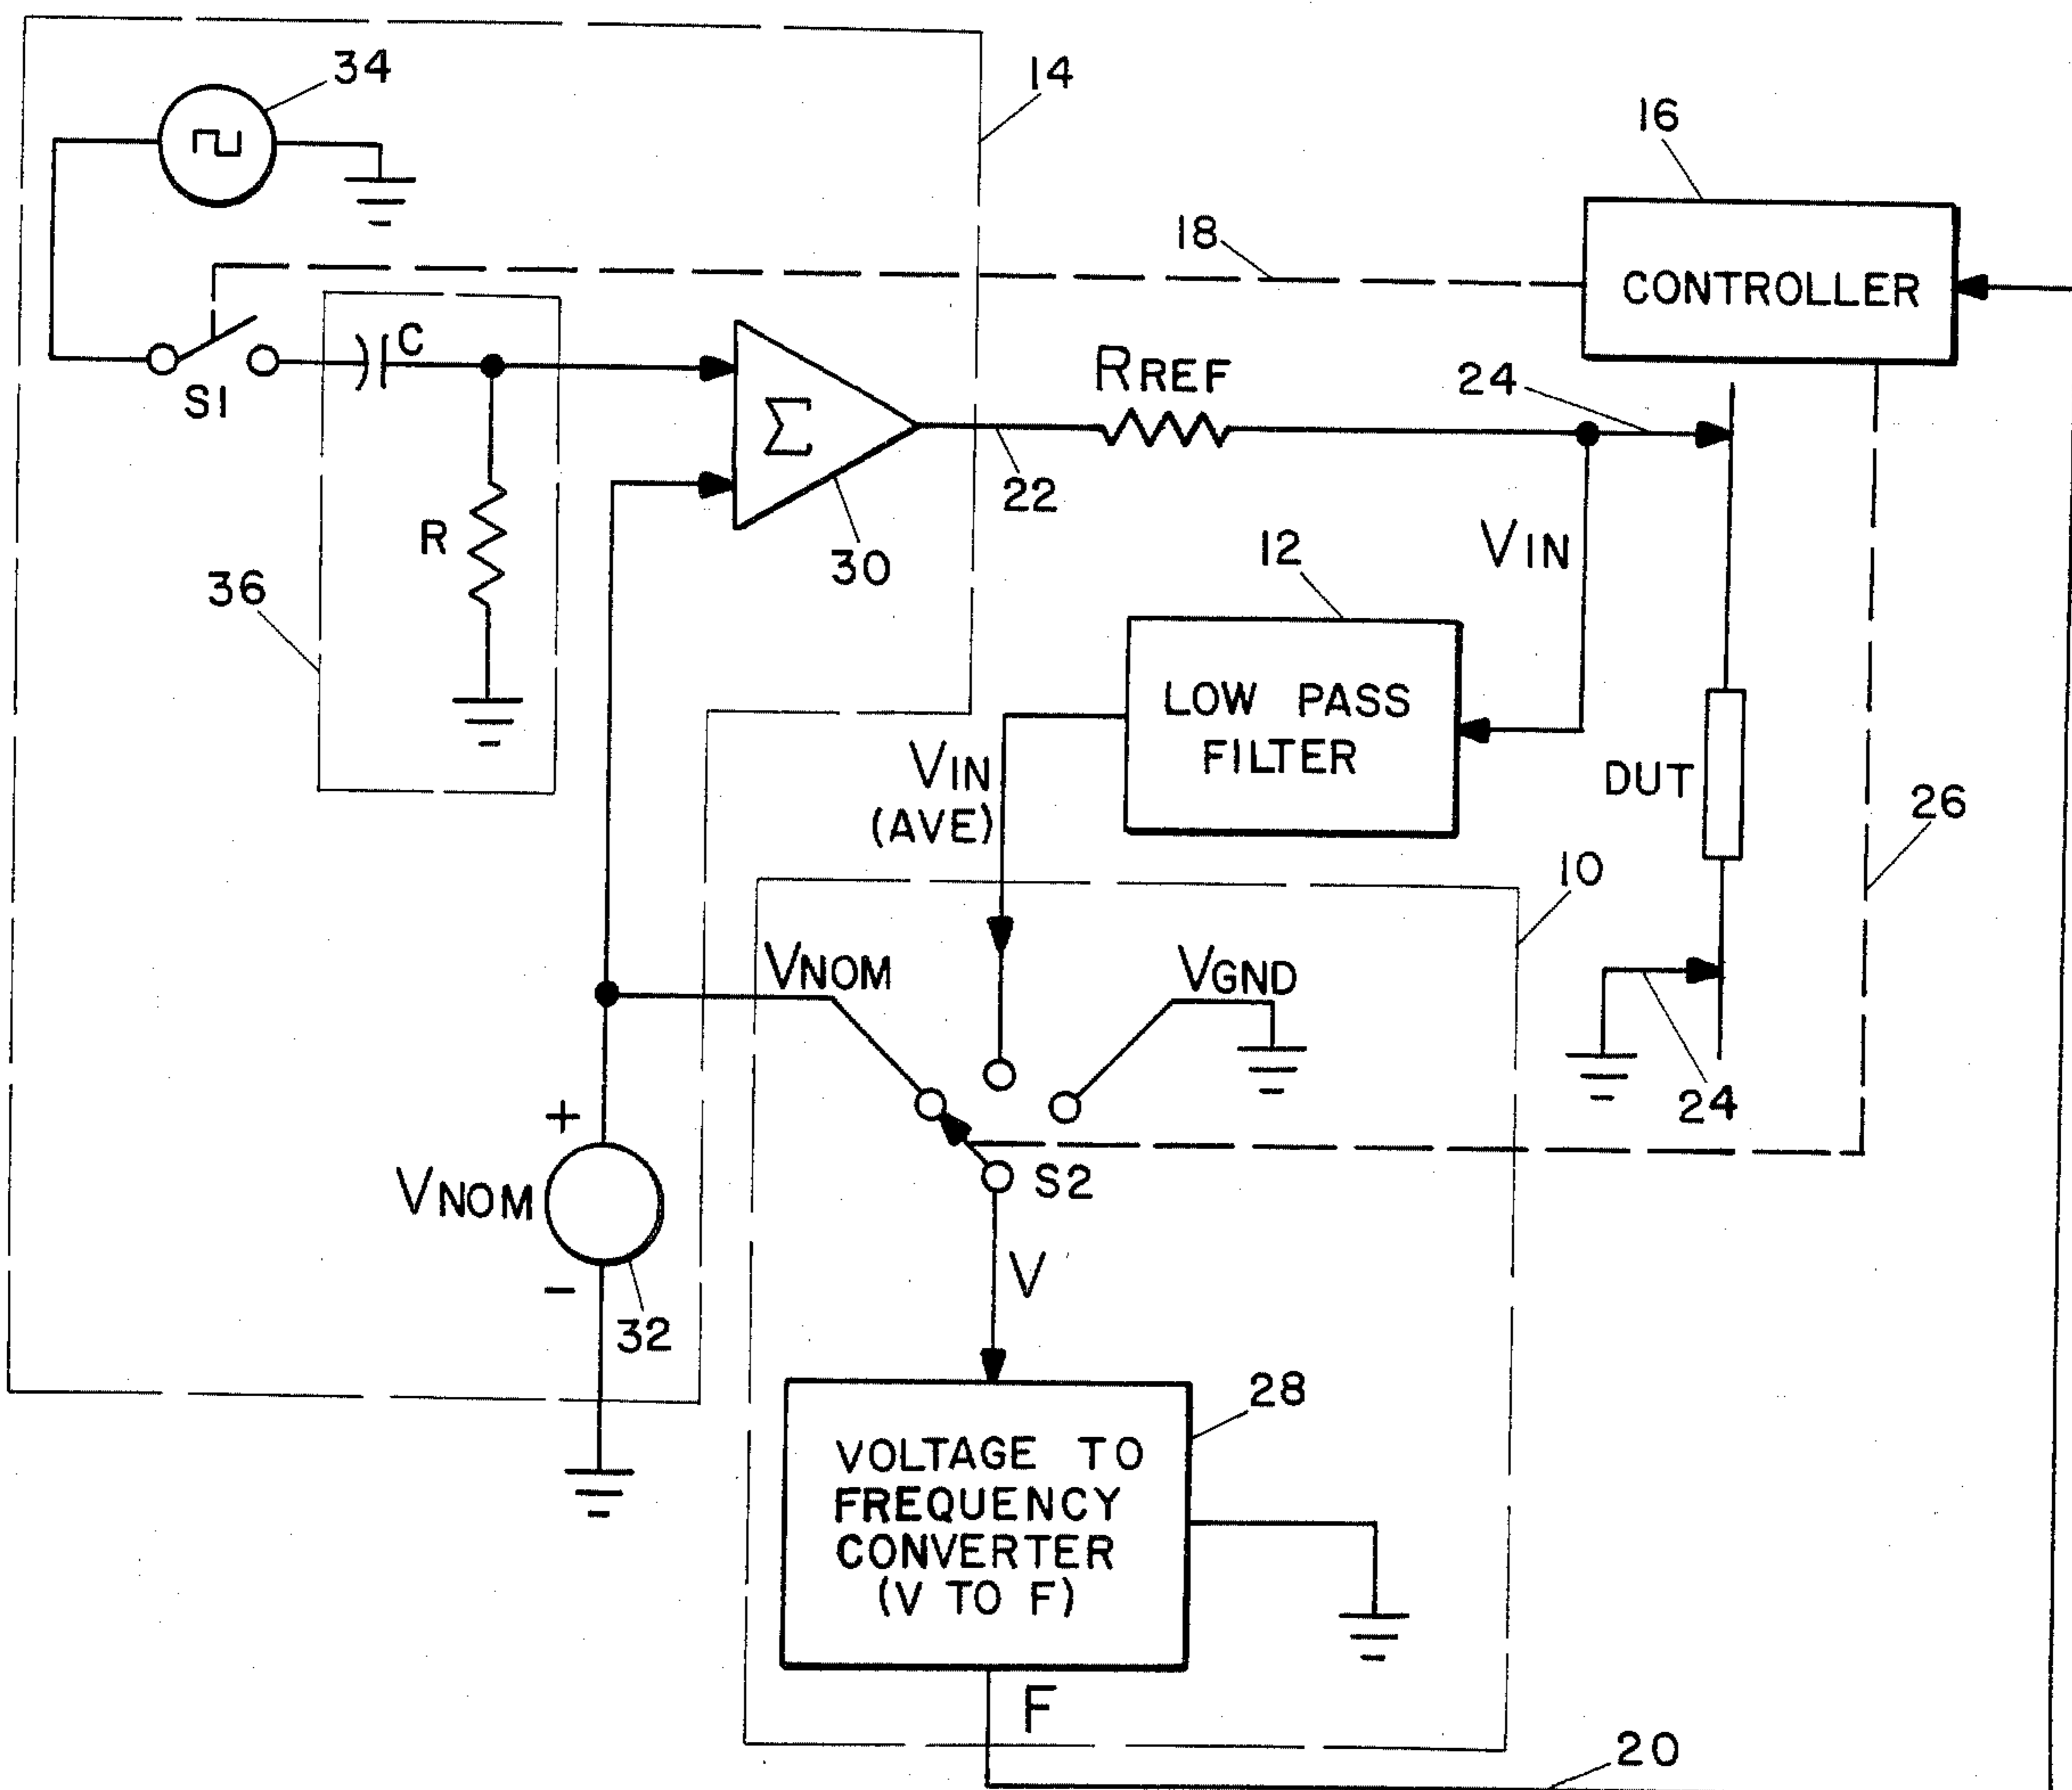 34
14
16
18
CONTROLLER
C
S1
RREF
24
Σ
22
R
30
VIN
12
36
LOW PASS
FILTER
DUT
VIN
(AVE)
26
10
VNOM
VGND
24
+
S2
VNOM
V
-
32
28
VOLTAGE TO
FREQUENCY
CONVERTER
(V TO F)
F
20